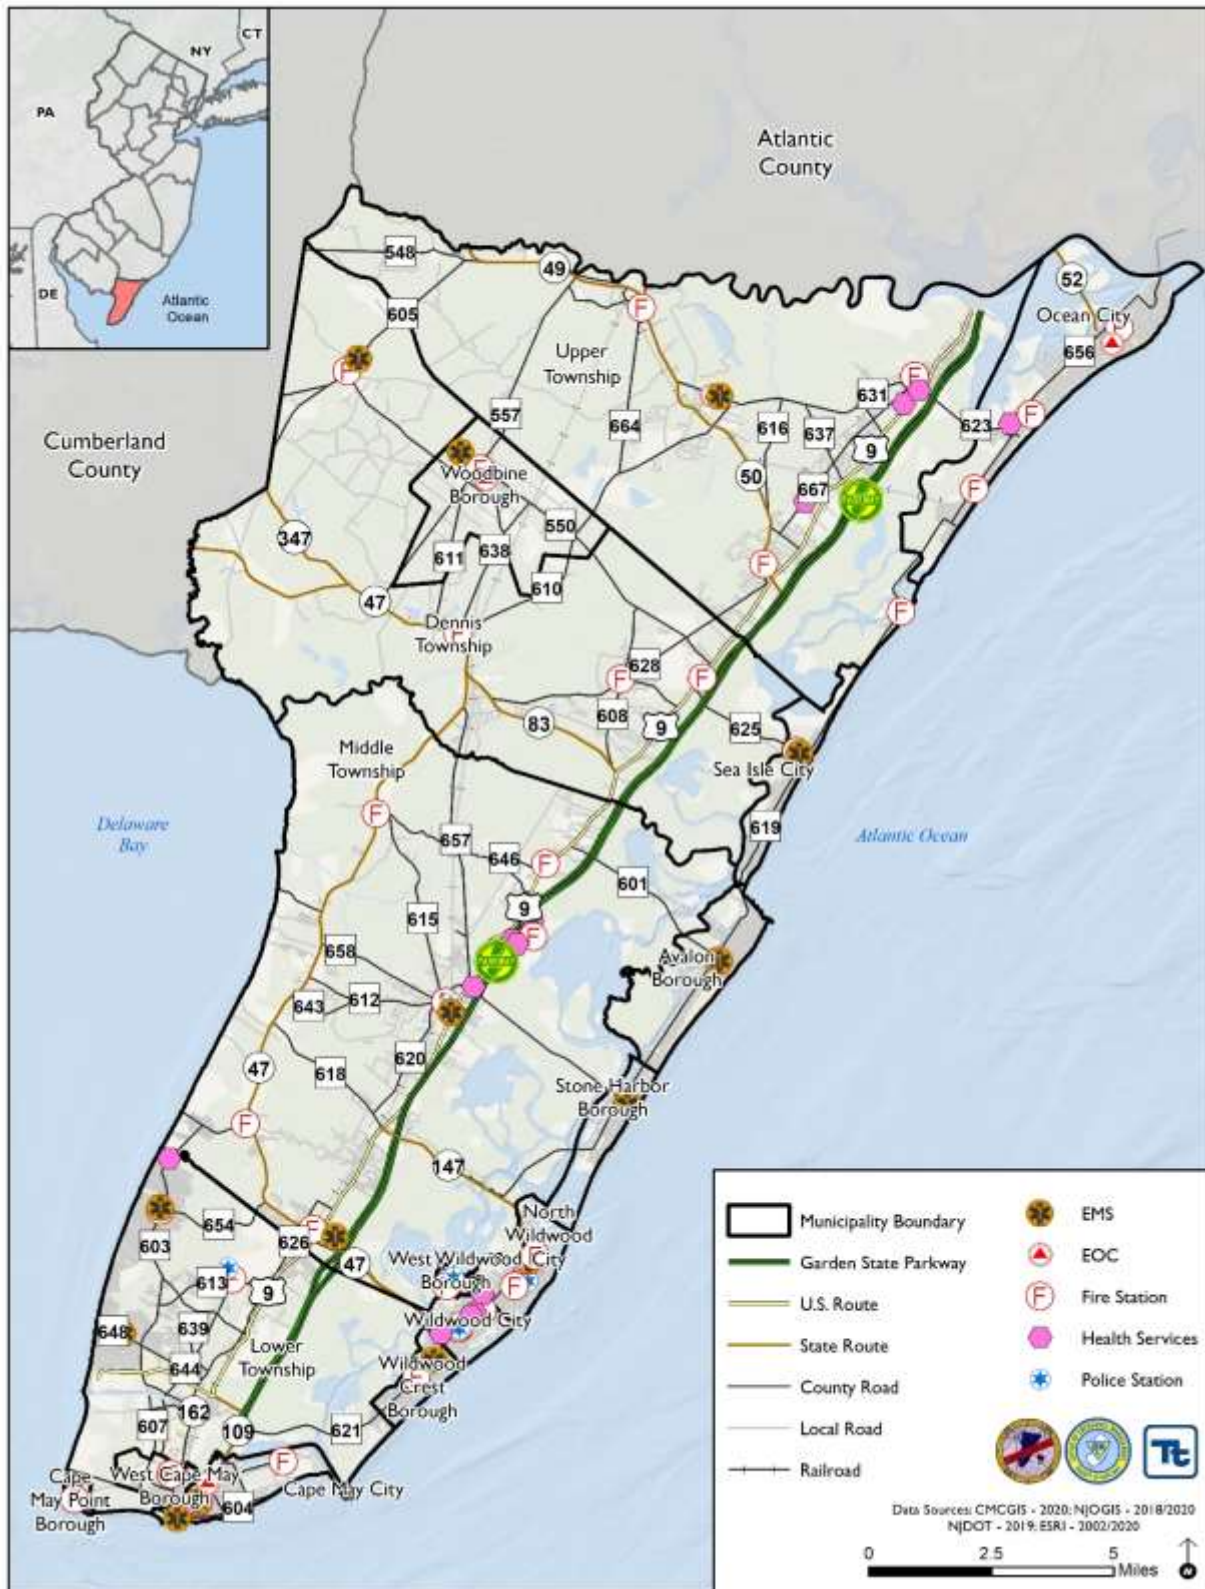 NY
CT
PA
DE
Atlantic
Ocean
Atlantic
County
548
49
52
Ocean City
605
656
Upper
Township
631
557
664
616
637
623
9
Cumberland
County
Woodbine
Borough
50
667
347
550
611
638
610
47
Dennis
Township
628
608
9
83
625
Middle
Township
Sea Isle City
Delaware
Bay
619
Atlantic Ocean
657
646
601
9
615
658
Avalon
Borough
612
643
620
47
618
Stone Harbor
Borough
147
654
North
Wildwood
City
603
626
47
West Wildwood
Borough
613
9
Wildwood City
648
639
Lower
Township
644
Wildwood
Crest
Borough
607
162
109
621
Cape
May Point
Borough
West Cape May
Borough
Cape May City
604
Municipality Boundary
Garden State Parkway
U.S. Route
State Route
County Road
Local Road
Railroad
EMS
EOC
F
Fire Station
Health Services
Police Station
Tt
Data Sources: CMCGIS - 2020; NJOGIS - 2018/2020
NJDOT - 2019; ESRI - 2002/2020
0 2.5 5
Miles
N